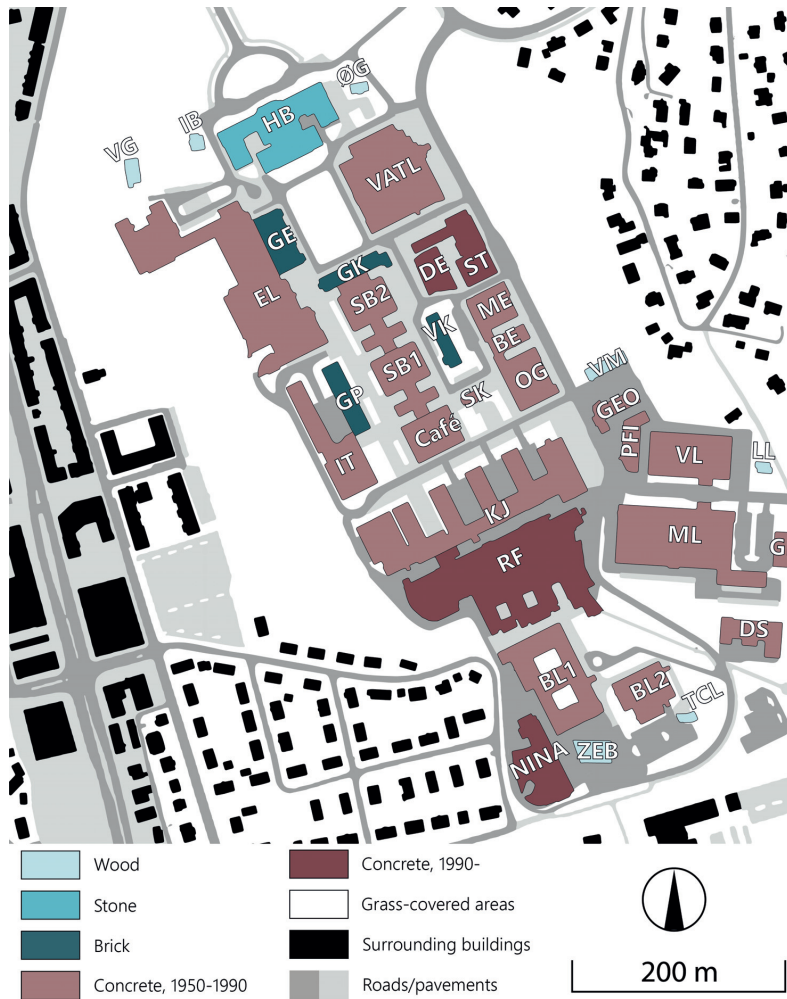 ØG
HB
IB
VG
VATL
GE
DE
ST
GK
EL
SB2
ME
VK
BE
SB1
OG
VM
GP
SK
GEO
Café
PFI
IT
VL
LL
KJ
ML
G
RF
DS
BL1
BL2
TCL
NINA
ZEB
Wood
Stone
Brick
Concrete, 1950-1990
Concrete, 1990-
Grass-covered areas
Surrounding buildings
Roads/pavements
200 m